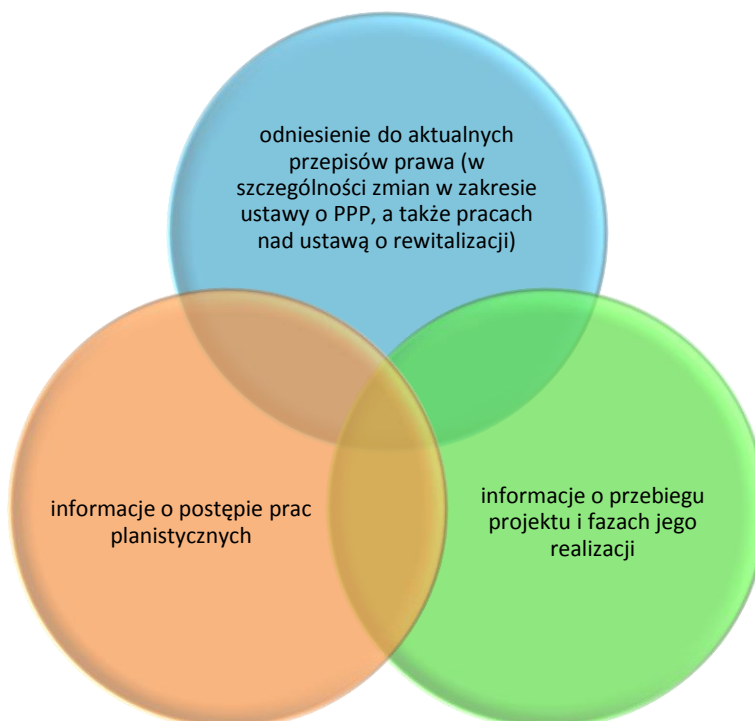 odniesienie do aktualnych
przepisów prawa (w
szczególności zmian w zakresie
ustawy o PPP, a także pracach
nad ustawą o rewitalizacji)
informacje o postępie prac
planistycznych
informacje o przebiegu
projektu i fazach jego
realizacji